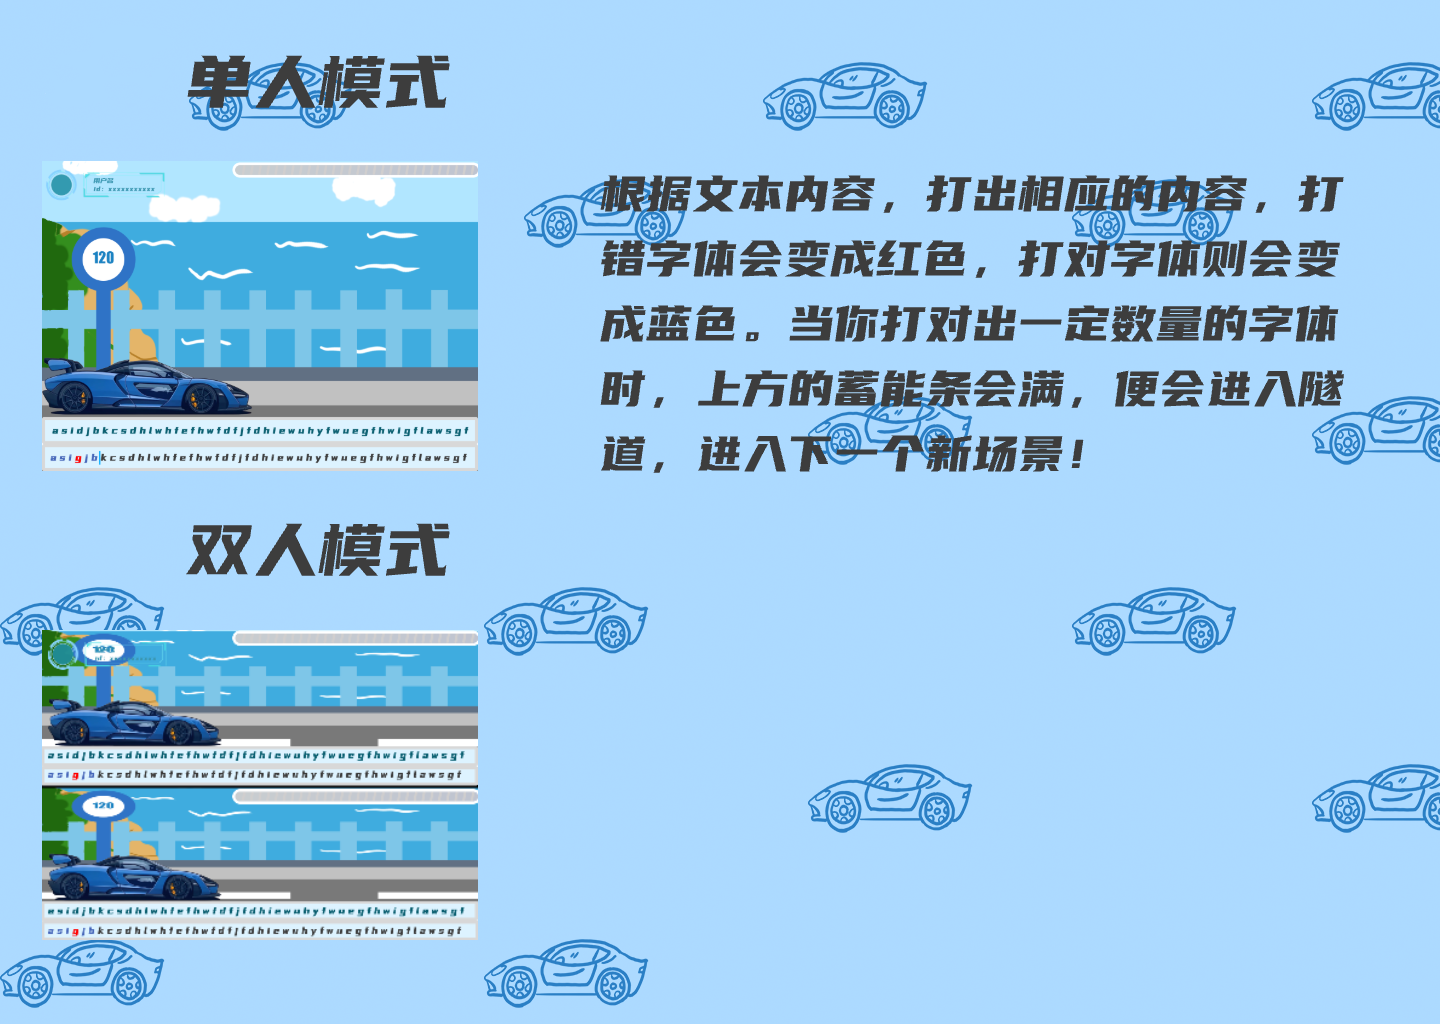 单人模式
用户名
id: xxxxxxxxxxx
120
asidjbkcsdhlwhfefhwfdfjfdhiewuhyfwuegfhwigflawsgf
asigjbkcsdhlwhfefhwfdfjfdhiewuhyfwuegfhwigflawsgf
根据文本内容，打出相应的内容，打
错字体会变成红色，打对字体则会变
成蓝色。当你打对出一定数量的字体
时，上方的蓄能条会满，便会进入隧
道，进入下一个新场景！
双人模式
120
asidjbkcsdhlwhfefhwfdfjfdhiewuhyfwuegfhwigflawsgf
asigjbkcsdhlwhfefhwfdfjfdhiewuhyfwuegfhwigflawsgf
120
asidjbkcsdhlwhfefhwfdfjfdhiewuhyfwuegfhwigflawsgf
asigjbkcsdhlwhfefhwfdfjfdhiewuhyfwuegfhwigflawsgf